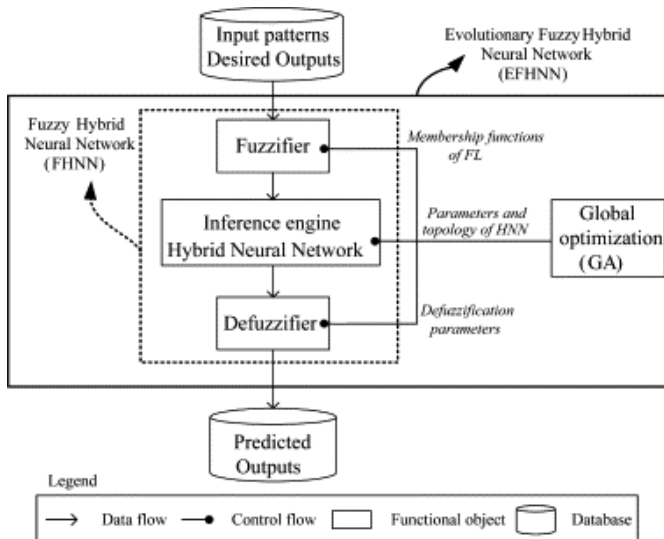 Input patterns
Desired Outputs
Evolutionary Fuzzy Hybrid
Neural Network
(EFHNN)
Fuzzy Hybrid
Neural Network
(FHNN)
Fuzzifier
Membership functions
of FL
Inference engine
Hybrid Neural Network
Parameters and
topology of HNN
Global
optimization
(GA)
Defuzzifier
Defuzzification
parameters
Predicted
Outputs
Legend
Data flow
Control flow
Functional object
Database